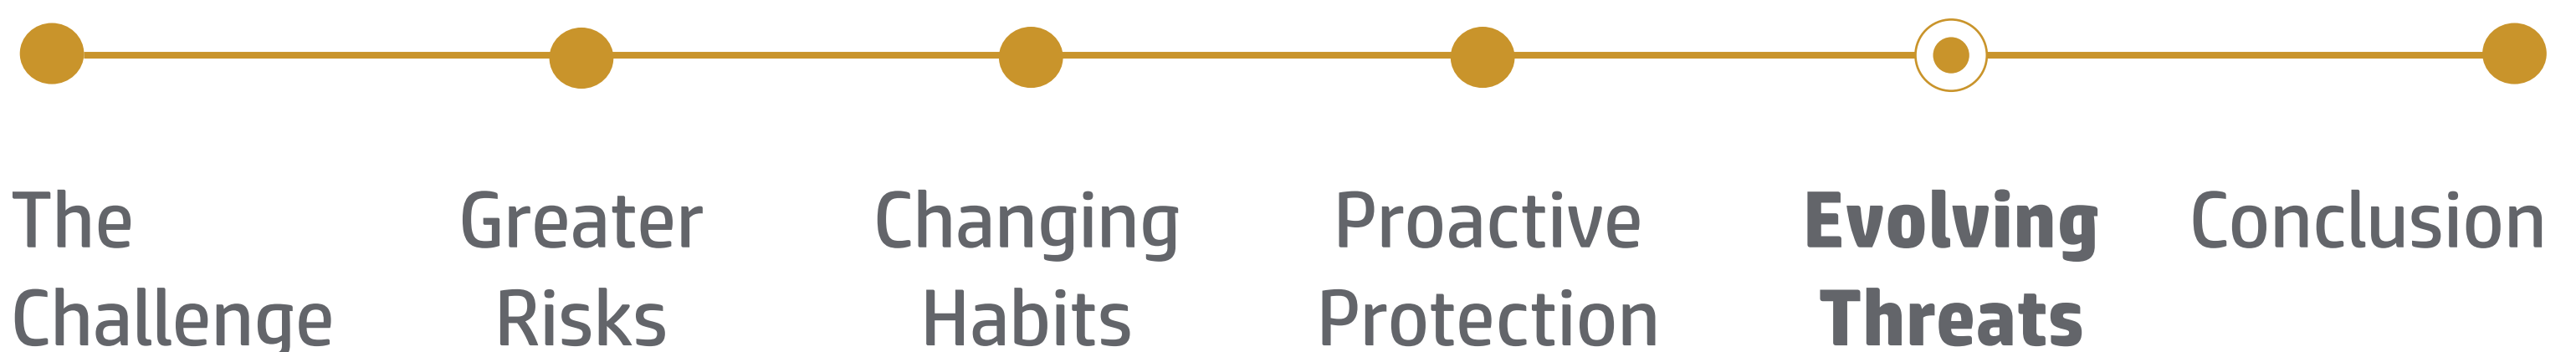 The
Challenge
Greater
Risks
Changing
Habits
Proactive
Protection
Evolving
Threats
Conclusion